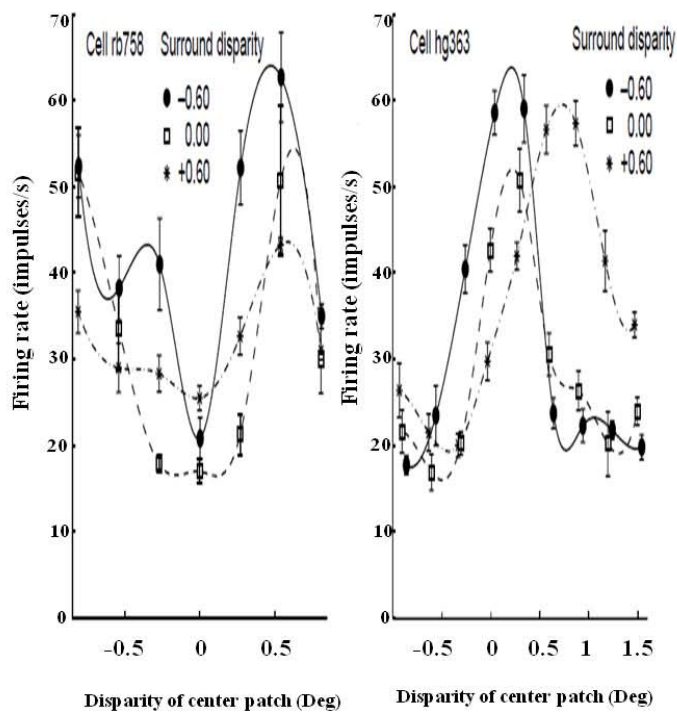 Cell rb758 Surround disparity
−0.60
0.00
+0.60
Firing rate (impulses/s)
70
60
50
40
30
20
10
0
-0.5 0 0.5
Disparity of center patch (Deg)
Cell hg363 Surround disparity
−0.60
0.00
+0.60
Firing rate (impulses/s)
70
60
50
40
30
20
10
0
-0.5 0 0.5 1 1.5
Disparity of center patch (Deg)